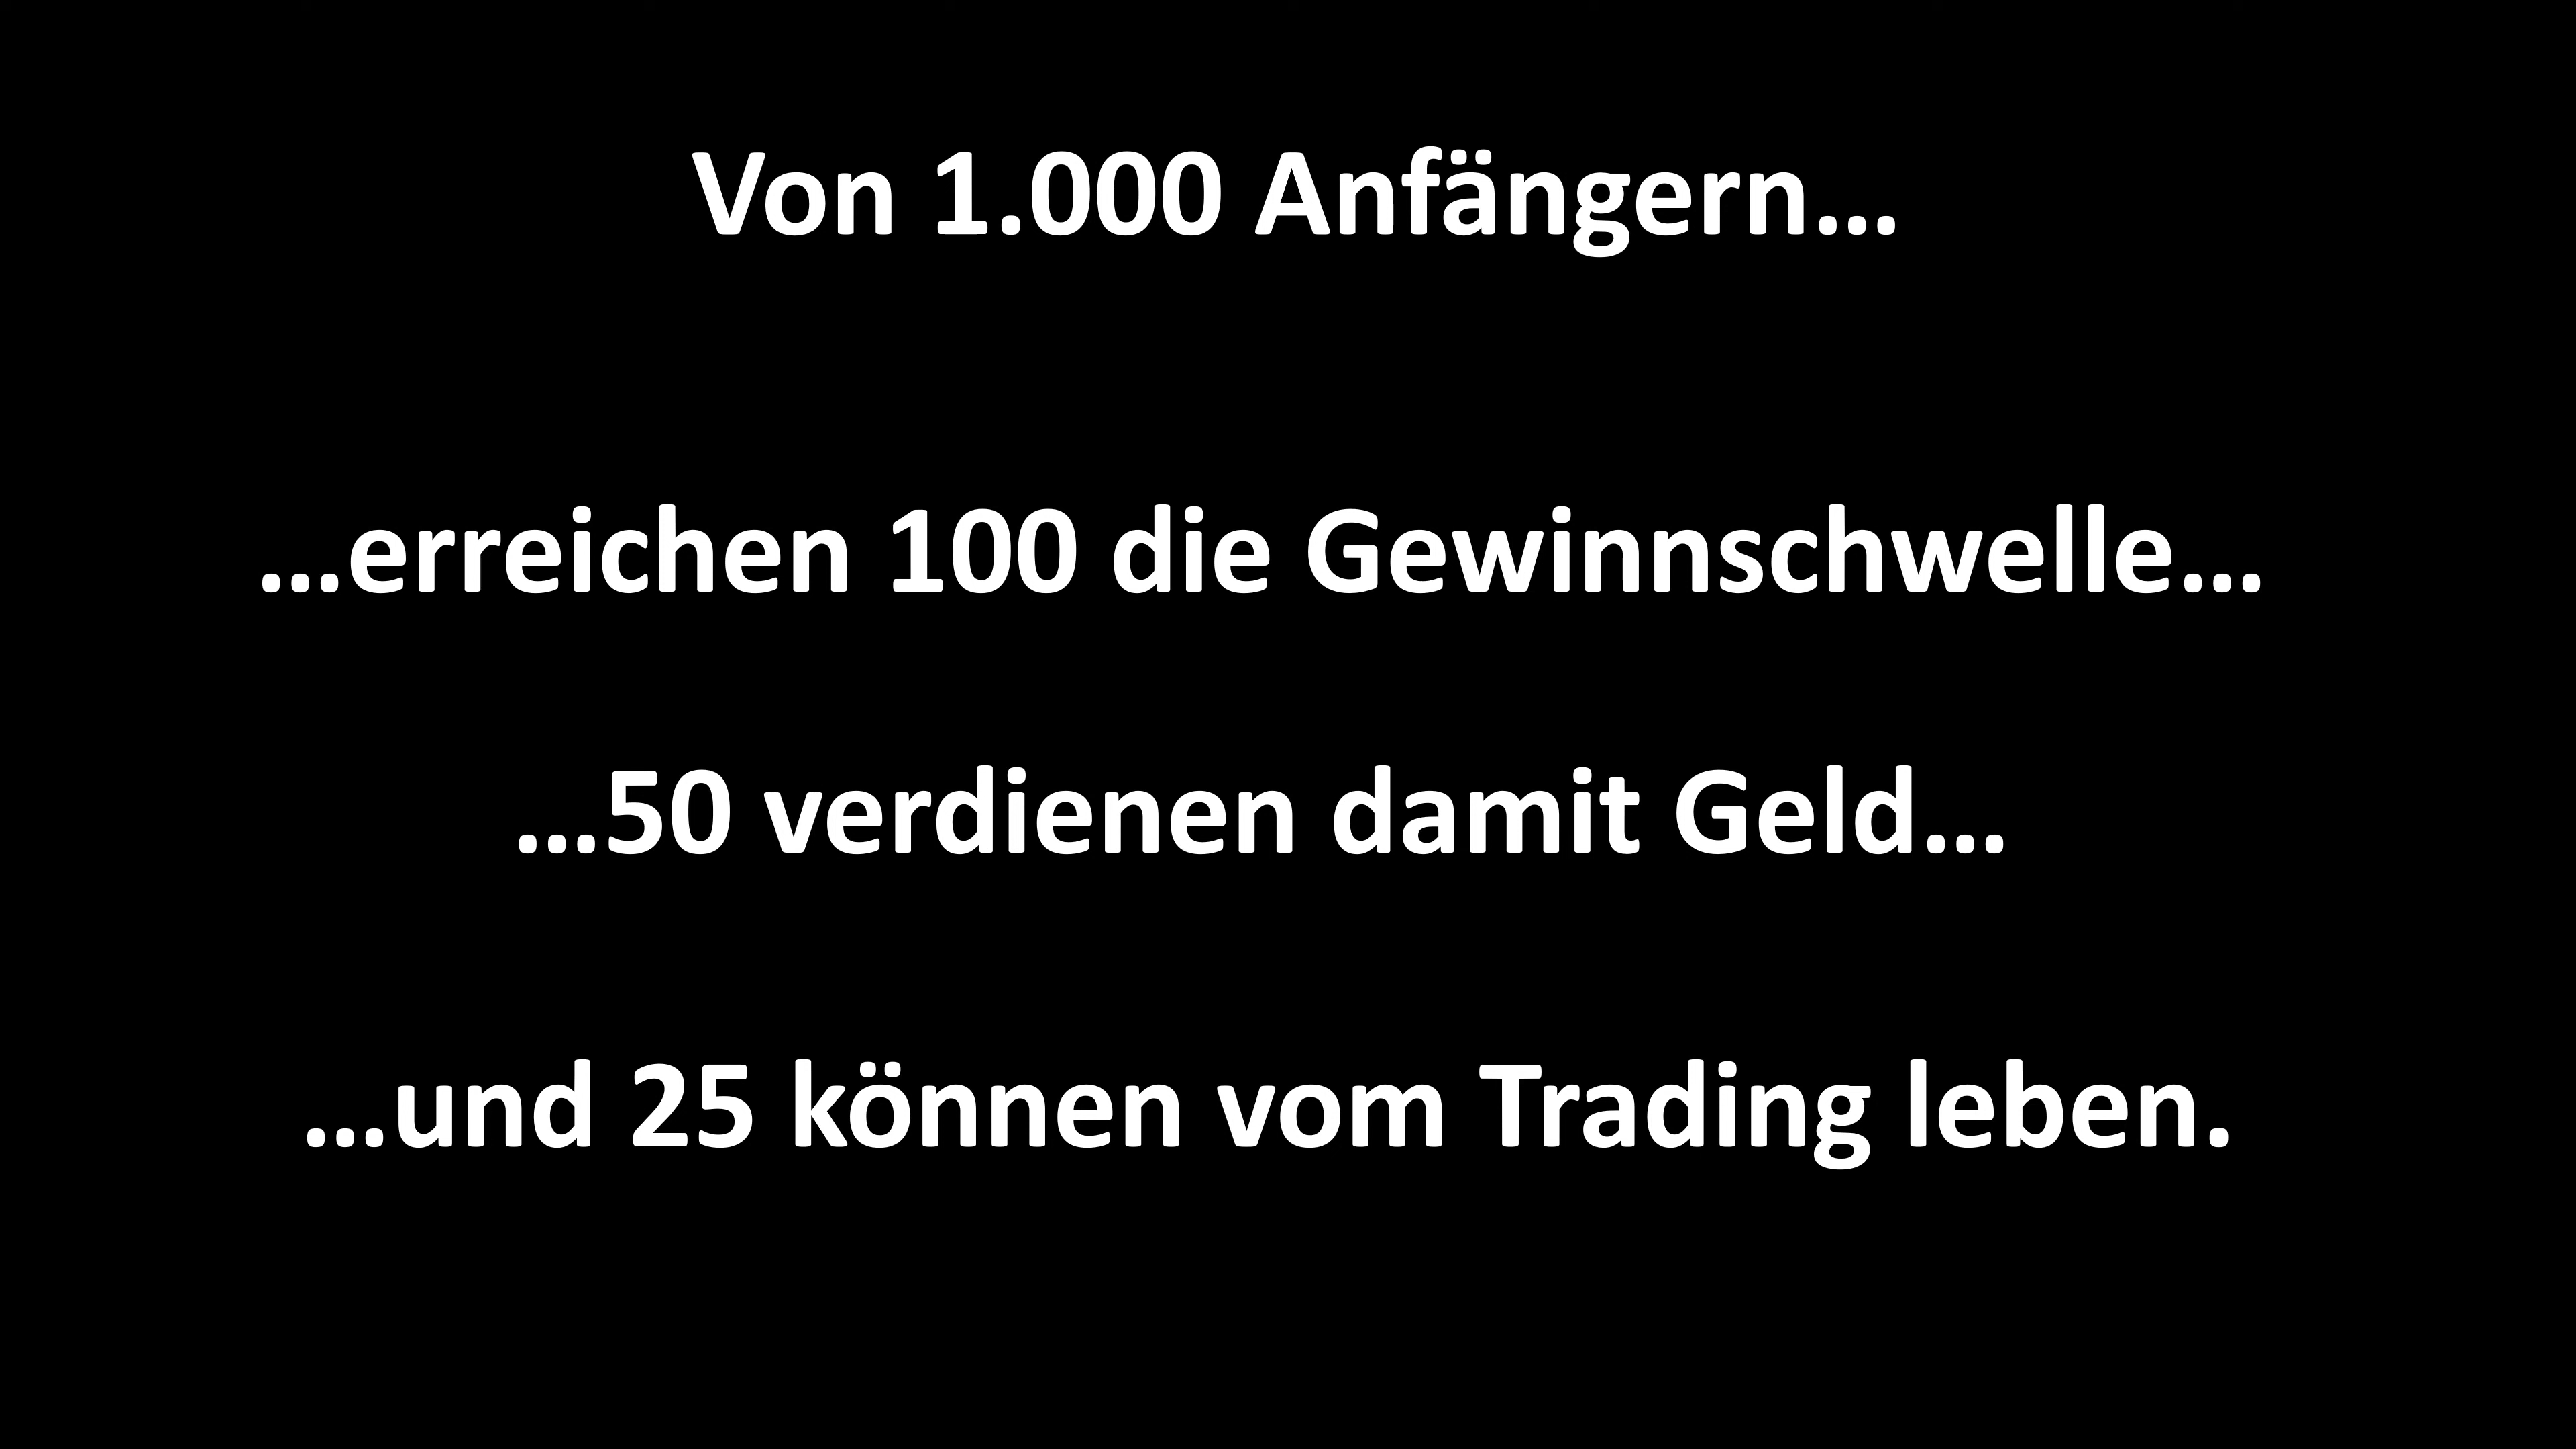 Von 1.000 Anfängern…
…erreichen 100 die Gewinnschwelle…
…50 verdienen damit Geld…
…und 25 können vom Trading leben.